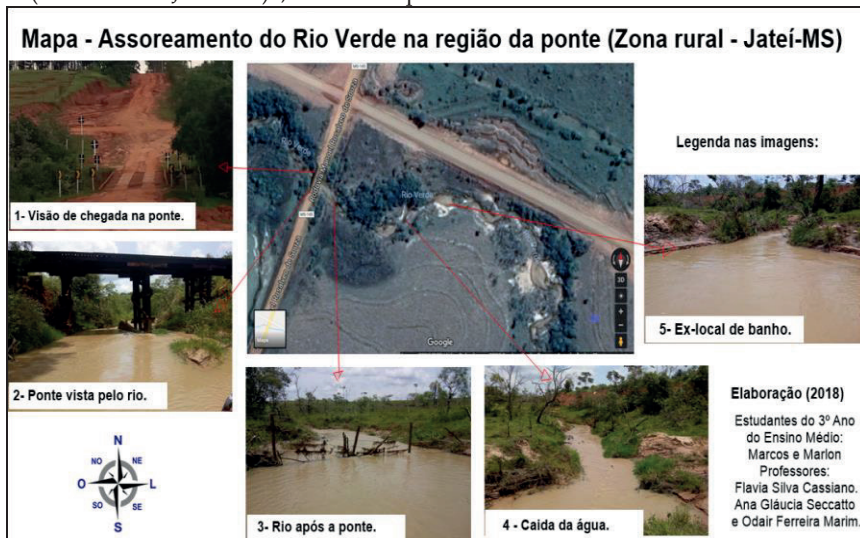 Mapa - Assoreamento do Rio Verde na região da ponte (Zona rural - Jateí-MS)
1- Visão de chegada na ponte.
2- Ponte vista pelo rio.
N
NO
NE
O
L
SO
SE
S
Rio Verde
Rio Verde
3D
Google
3- Rio após a ponte.
4 - Caida da água.
Legenda nas imagens:
5- Ex-local de banho.
Elaboração (2018)
Estudantes do 3º Ano
do Ensino Médio:
Marcos e Marlon
Professores:
Flavia Silva Cassiano.
Ana Gláucia Seccatto
e Odair Ferreira Marim.